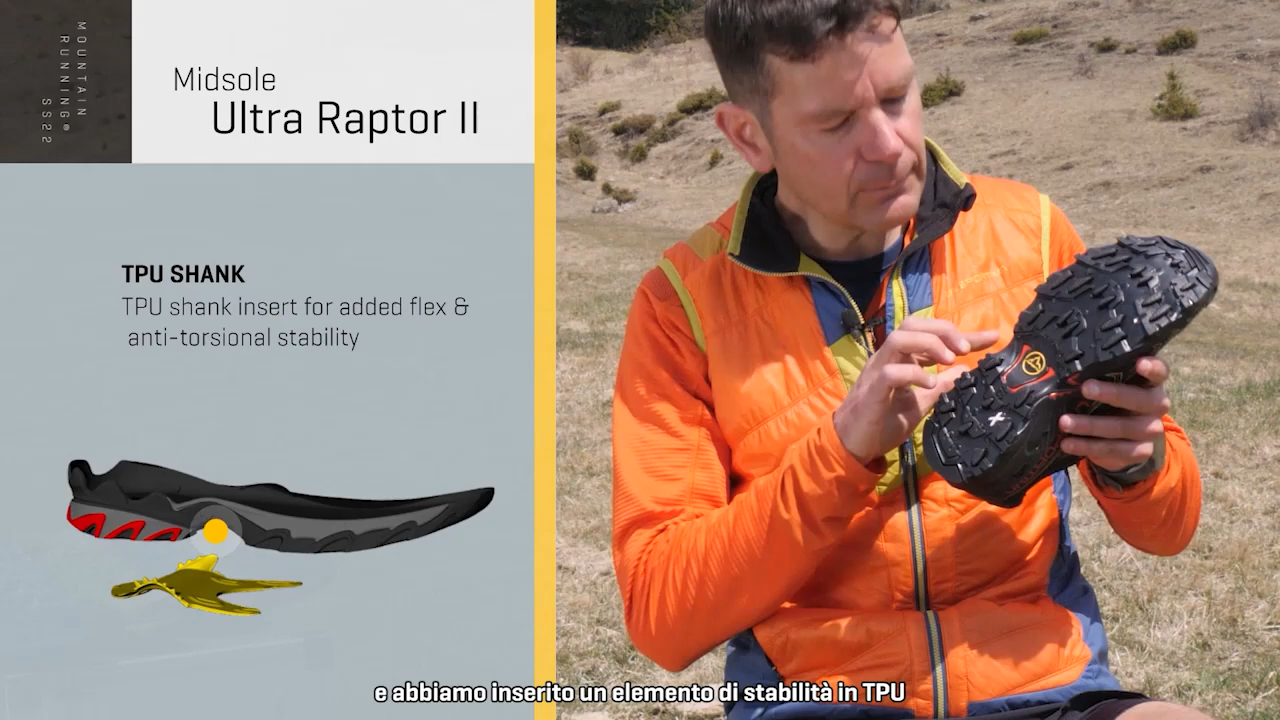 MOUNTAIN
RUNNING®
SS22
Midsole
Ultra Raptor II
TPU SHANK
TPU shank insert for added flex &
anti-torsional stability
e abbiamo inserito un elemento di stabilità in TPU